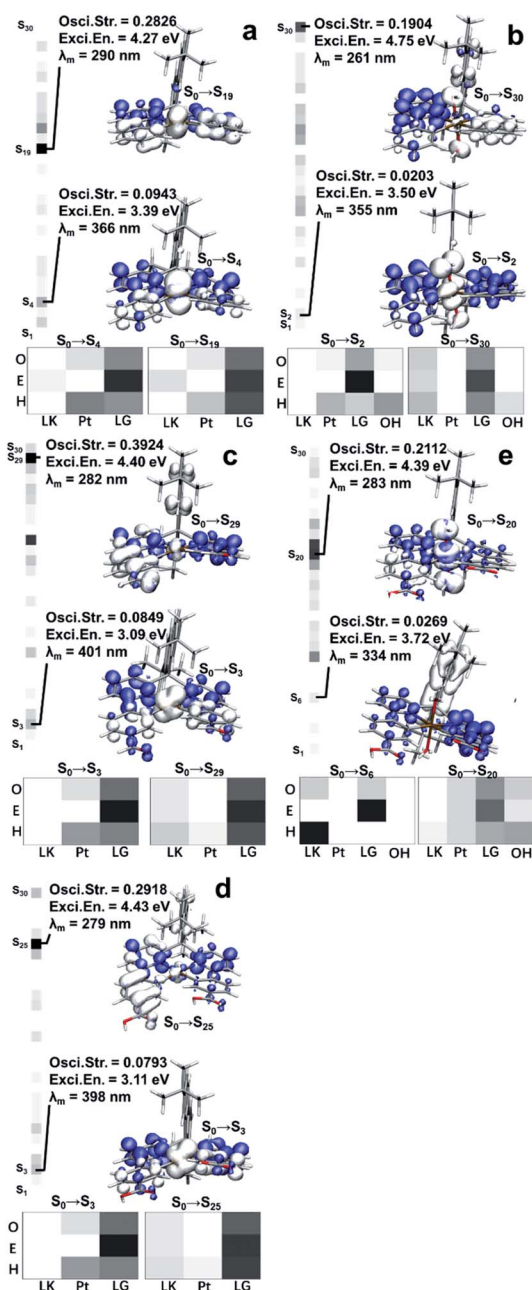 a
S30
Osci.Str. = 0.2826
Exci.En. = 4.27 eV
λm = 290 nm
S0→S19
S19
Osci.Str. = 0.0943
Exci.En. = 3.39 eV
λm = 366 nm
S0→S4
S4
S1
S0→S4 S0→S19
O
E
H
LK Pt LG LK Pt LG
b
S30
Osci.Str. = 0.1904
Exci.En. = 4.75 eV
λm = 261 nm
S0→S30
Osci.Str. = 0.0203
Exci.En. = 3.50 eV
λm = 355 nm
S0→S2
S2
S1
S0→S2 S0→S30
O
E
H
LK Pt LG OH LK Pt LG OH
c
S30
S29
Osci.Str. = 0.3924
Exci.En. = 4.40 eV
λm = 282 nm
S0→S29
Osci.Str. = 0.0849
Exci.En. = 3.09 eV
λm = 401 nm
S0→S3
S3
S1
S0→S3 S0→S29
O
E
H
LK Pt LG LK Pt LG
e
S30
Osci.Str. = 0.2112
Exci.En. = 4.39 eV
λm = 283 nm
S0→S20
S20
Osci.Str. = 0.0269
Exci.En. = 3.72 eV
λm = 334 nm
S6
S1
S0→S6 S0→S20
O
E
H
LK Pt LG OH LK Pt LG OH
d
S30
Osci.Str. = 0.2918
Exci.En. = 4.43 eV
λm = 279 nm
S25
S0→S25
Osci.Str. = 0.0793
Exci.En. = 3.11 eV
λm = 398 nm
S0→S3
S3
S1
S0→S3 S0→S25
O
E
H
LK Pt LG LK Pt LG